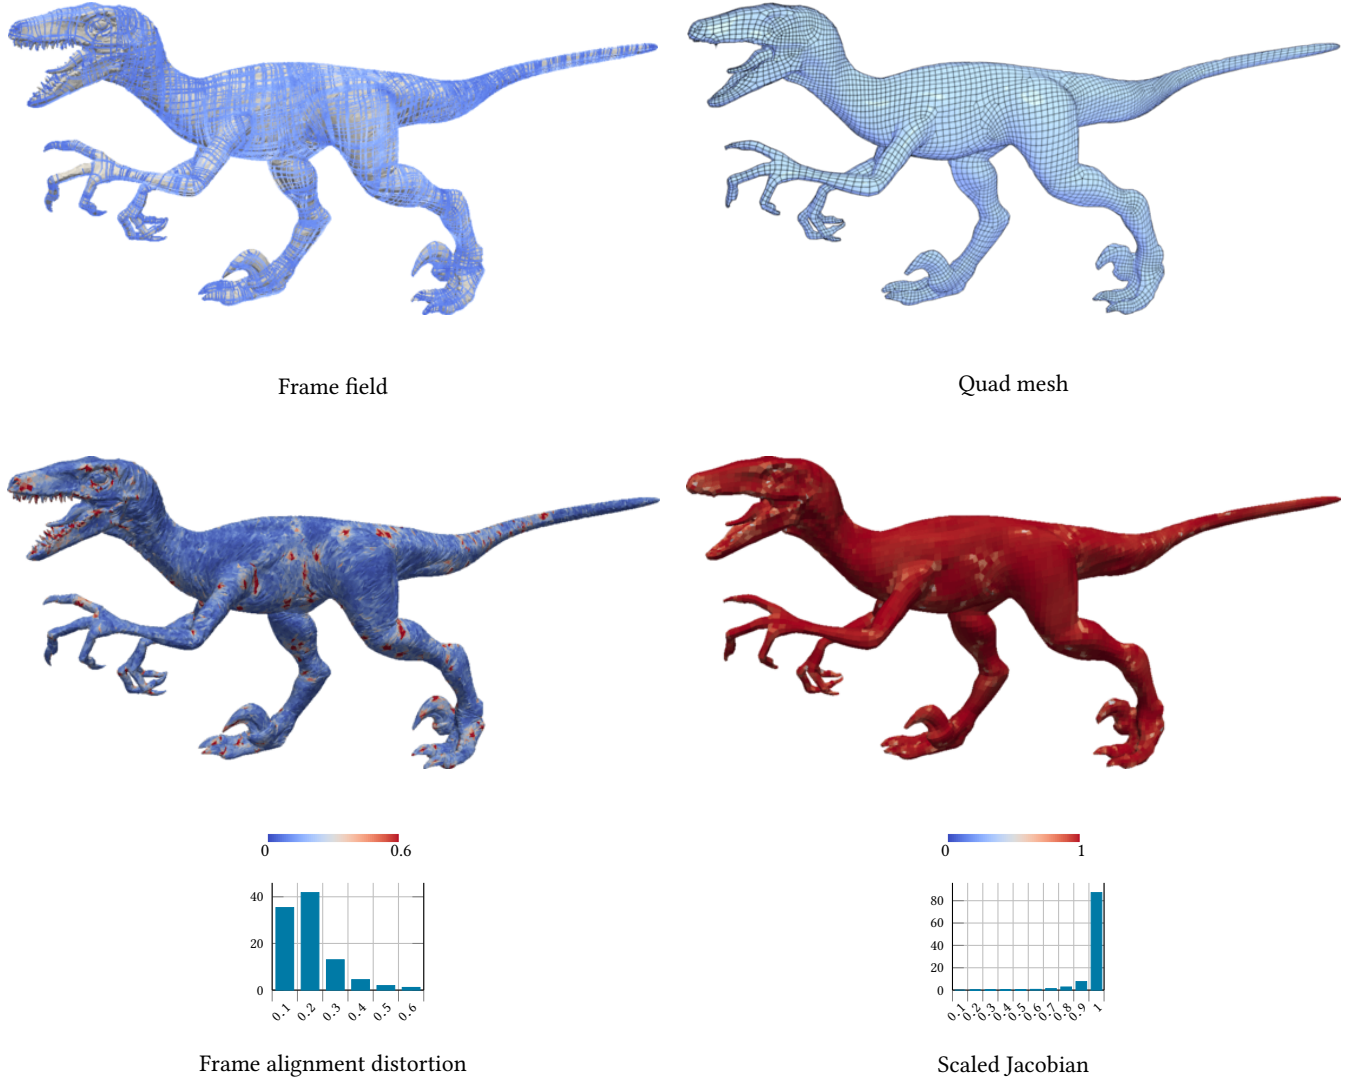 Frame field
Quad mesh
0 0.6
0 1
40
20
0
0.1 0.2 0.3 0.4 0.5 0.6
80
60
40
20
0
0.1 0.2 0.3 0.4 0.5 0.6 0.7 0.8 0.9 1
Frame alignment distortion
Scaled Jacobian